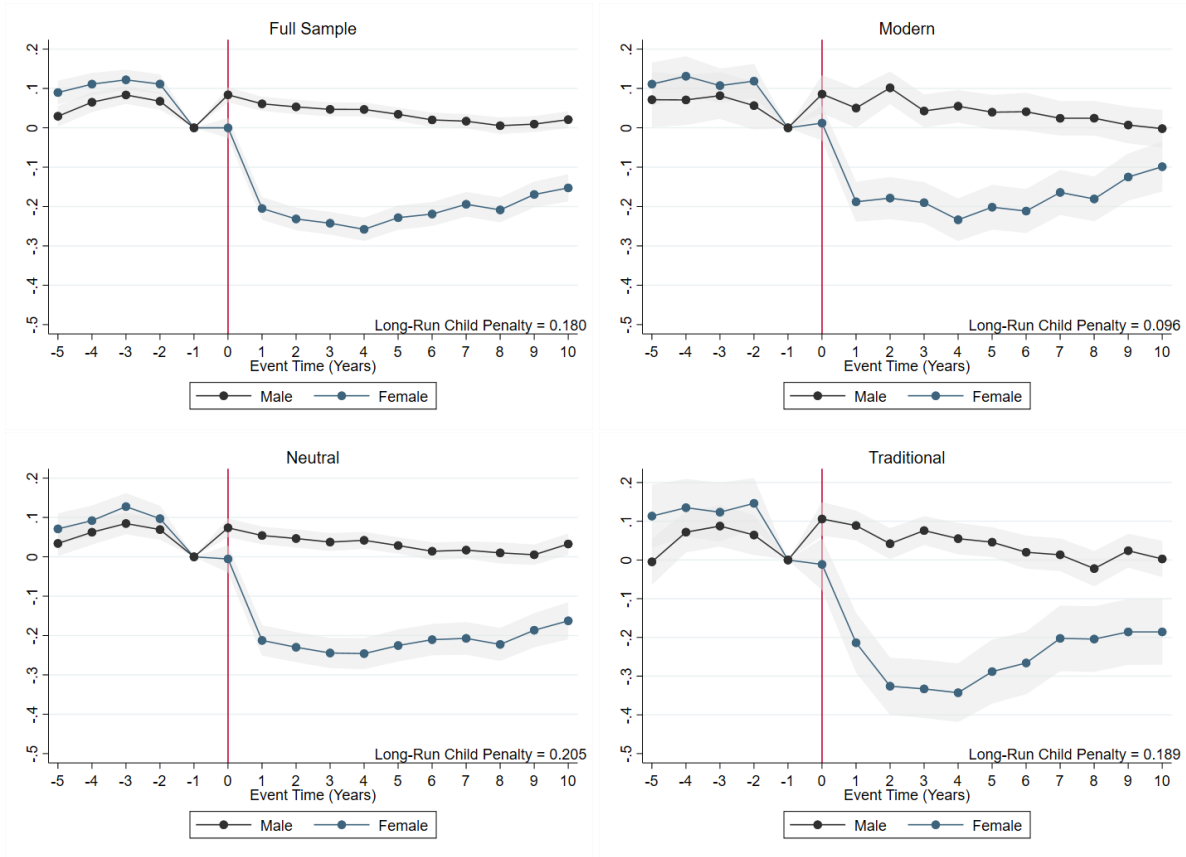 Full Sample
.2
.1
0
-.1
-.2
-.3
-.4
-.5
Long-Run Child Penalty = 0.180
-5 -4 -3 -2 -1 0 1 2 3 4 5 6 7 8 9 10
Event Time (Years)
Male Female
Modern
.2
.1
0
-.1
-.2
-.3
-.4
-.5
Long-Run Child Penalty = 0.096
-5 -4 -3 -2 -1 0 1 2 3 4 5 6 7 8 9 10
Event Time (Years)
Male Female
Neutral
.2
.1
0
-.1
-.2
-.3
-.4
-.5
Long-Run Child Penalty = 0.205
-5 -4 -3 -2 -1 0 1 2 3 4 5 6 7 8 9 10
Event Time (Years)
Male Female
Traditional
.2
.1
0
-.1
-.2
-.3
-.4
-.5
Long-Run Child Penalty = 0.189
-5 -4 -3 -2 -1 0 1 2 3 4 5 6 7 8 9 10
Event Time (Years)
Male Female